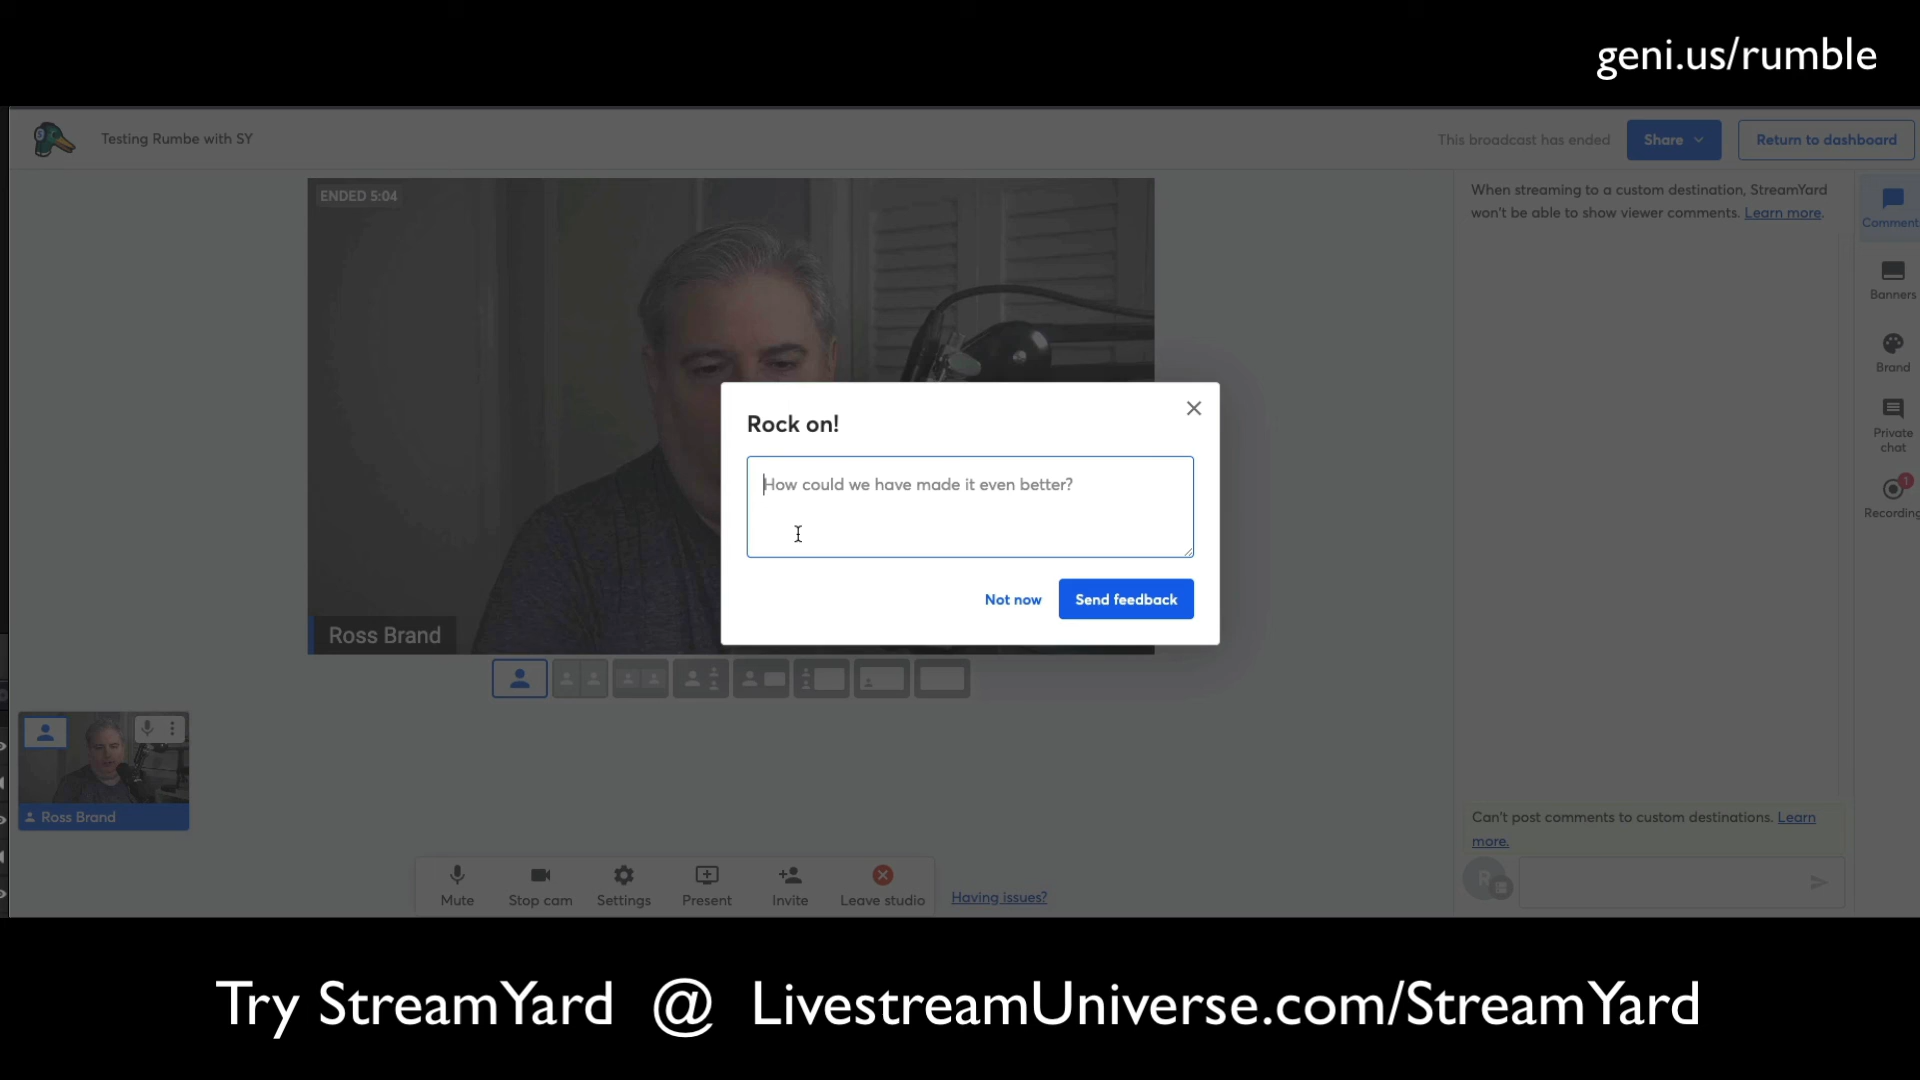 geni.us/rumble
Testing Rumbe with SY
This broadcast has ended
Share
Return to dashboard
ENDED 5:04
When streaming to a custom destination, StreamYard
won't be able to show viewer comments. Learn more.
Comment
Banners
Brand
Private
chat
1
Recording
Rock on!
How could we have made it even better?
Not now
Send feedback
Ross Brand
Ross Brand
Can't post comments to custom destinations. Learn
more.
R
Mute
Stop cam
Settings
Present
Invite
Leave studio
Having issues?
Try StreamYard @ LivestreamUniverse.com/StreamYard